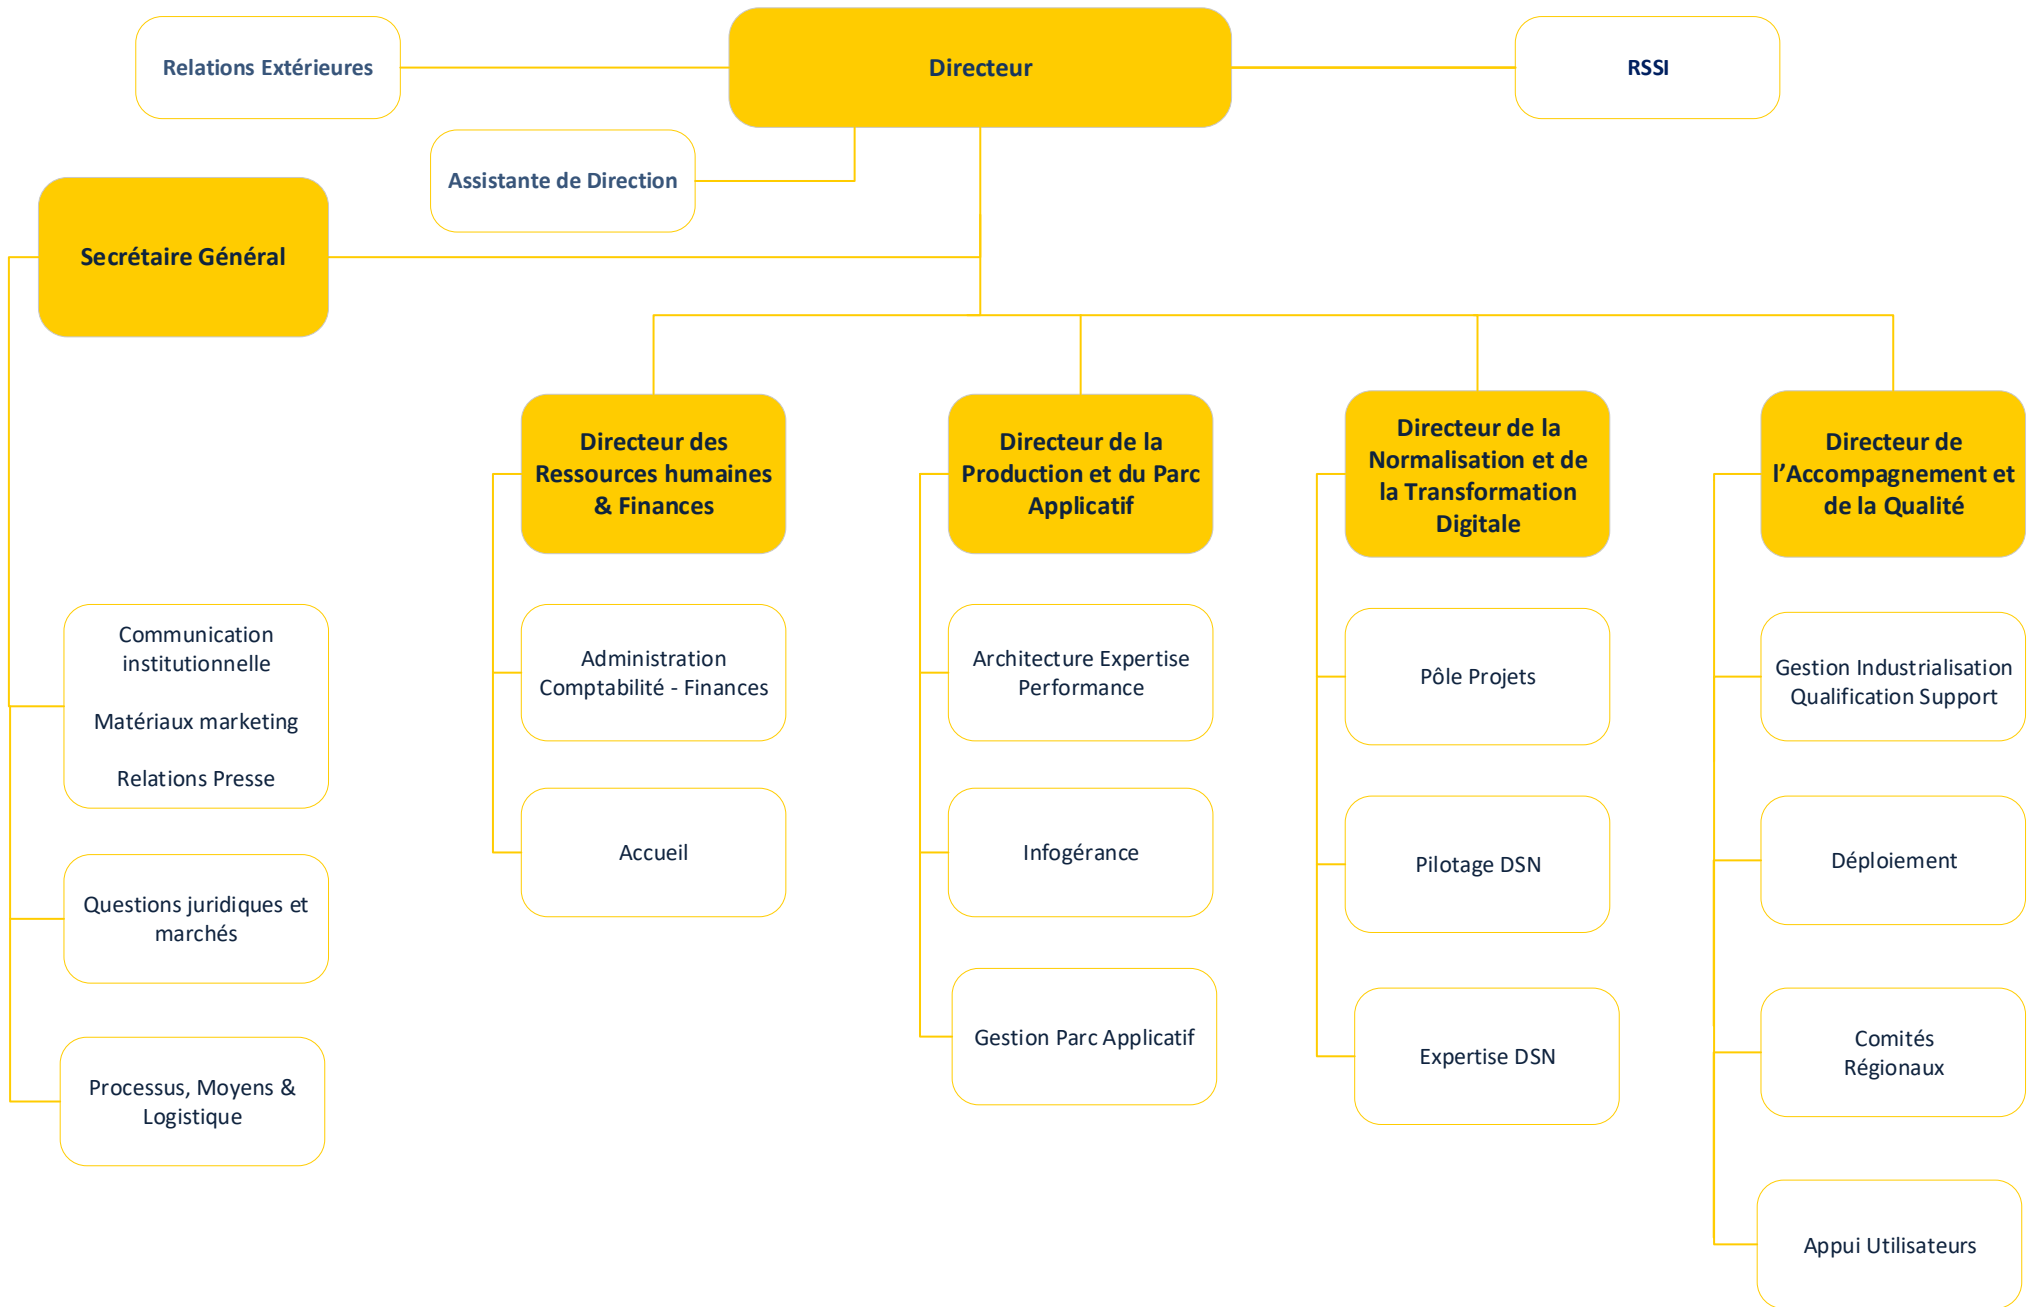 Relations Extérieures
Directeur
RSSI
Assistante de Direction
Secrétaire Général
Directeur des
Ressources humaines
& Finances
Directeur de la
Production et du Parc
Applicatif
Directeur de la
Normalisation et de
la Transformation
Digitale
Directeur de
l’Accompagnement et
de la Qualité
Communication
institutionnelle
Matériaux marketing
Relations Presse
Questions juridiques et
marchés
Processus, Moyens &
Logistique
Administration
Comptabilité - Finances
Accueil
Architecture Expertise
Performance
Infogérance
Gestion Parc Applicatif
Pôle Projets
Pilotage DSN
Expertise DSN
Gestion Industrialisation
Qualification Support
Déploiement
Comités
Régionaux
Appui Utilisateurs